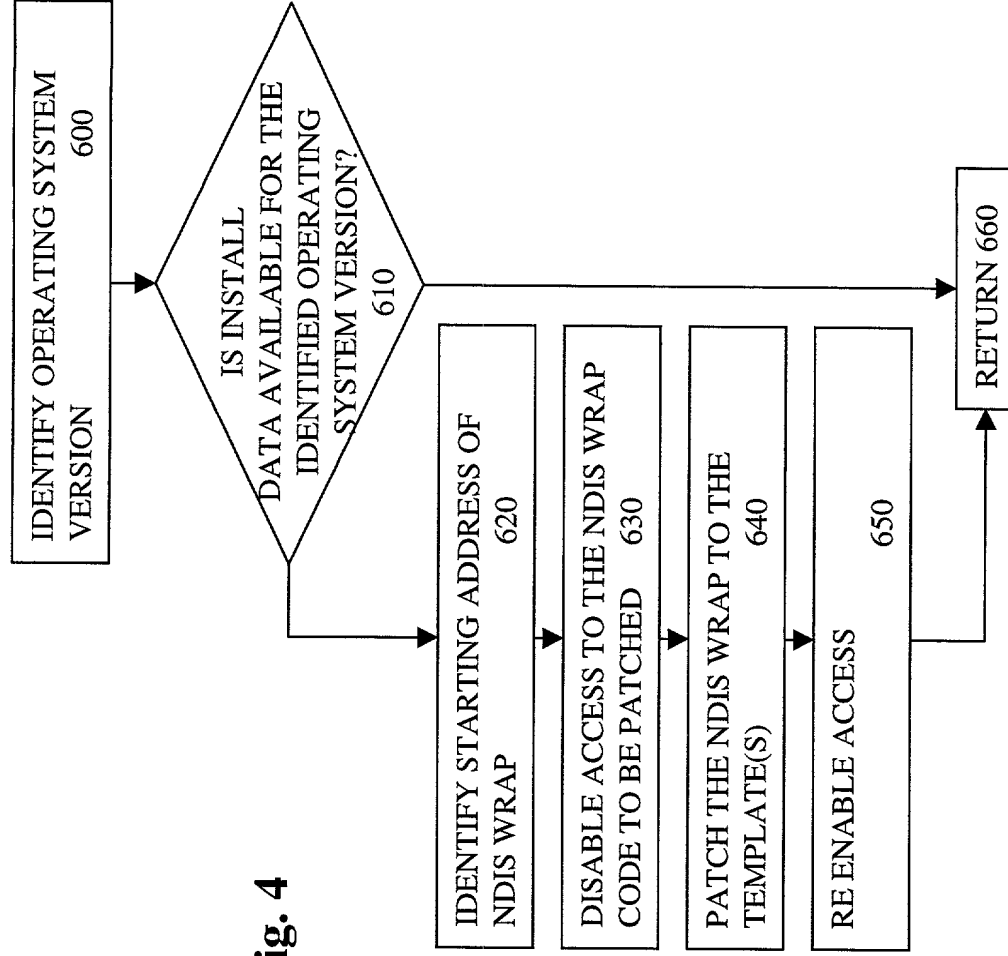 IDENTIFY OPERATING SYSTEM
VERSION 600
IS INSTALL
DATA AVAILABLE FOR THE
IDENTIFIED OPERATING
SYSTEM VERSION?
610
IDENTIFY STARTING ADDRESS OF
NDIS WRAP 620
DISABLE ACCESS TO THE NDIS WRAP
CODE TO BE PATCHED 630
PATCH THE NDIS WRAP TO THE
TEMPLATE(S) 640
RE ENABLE ACCESS
650
RETURN 660
ig. 4